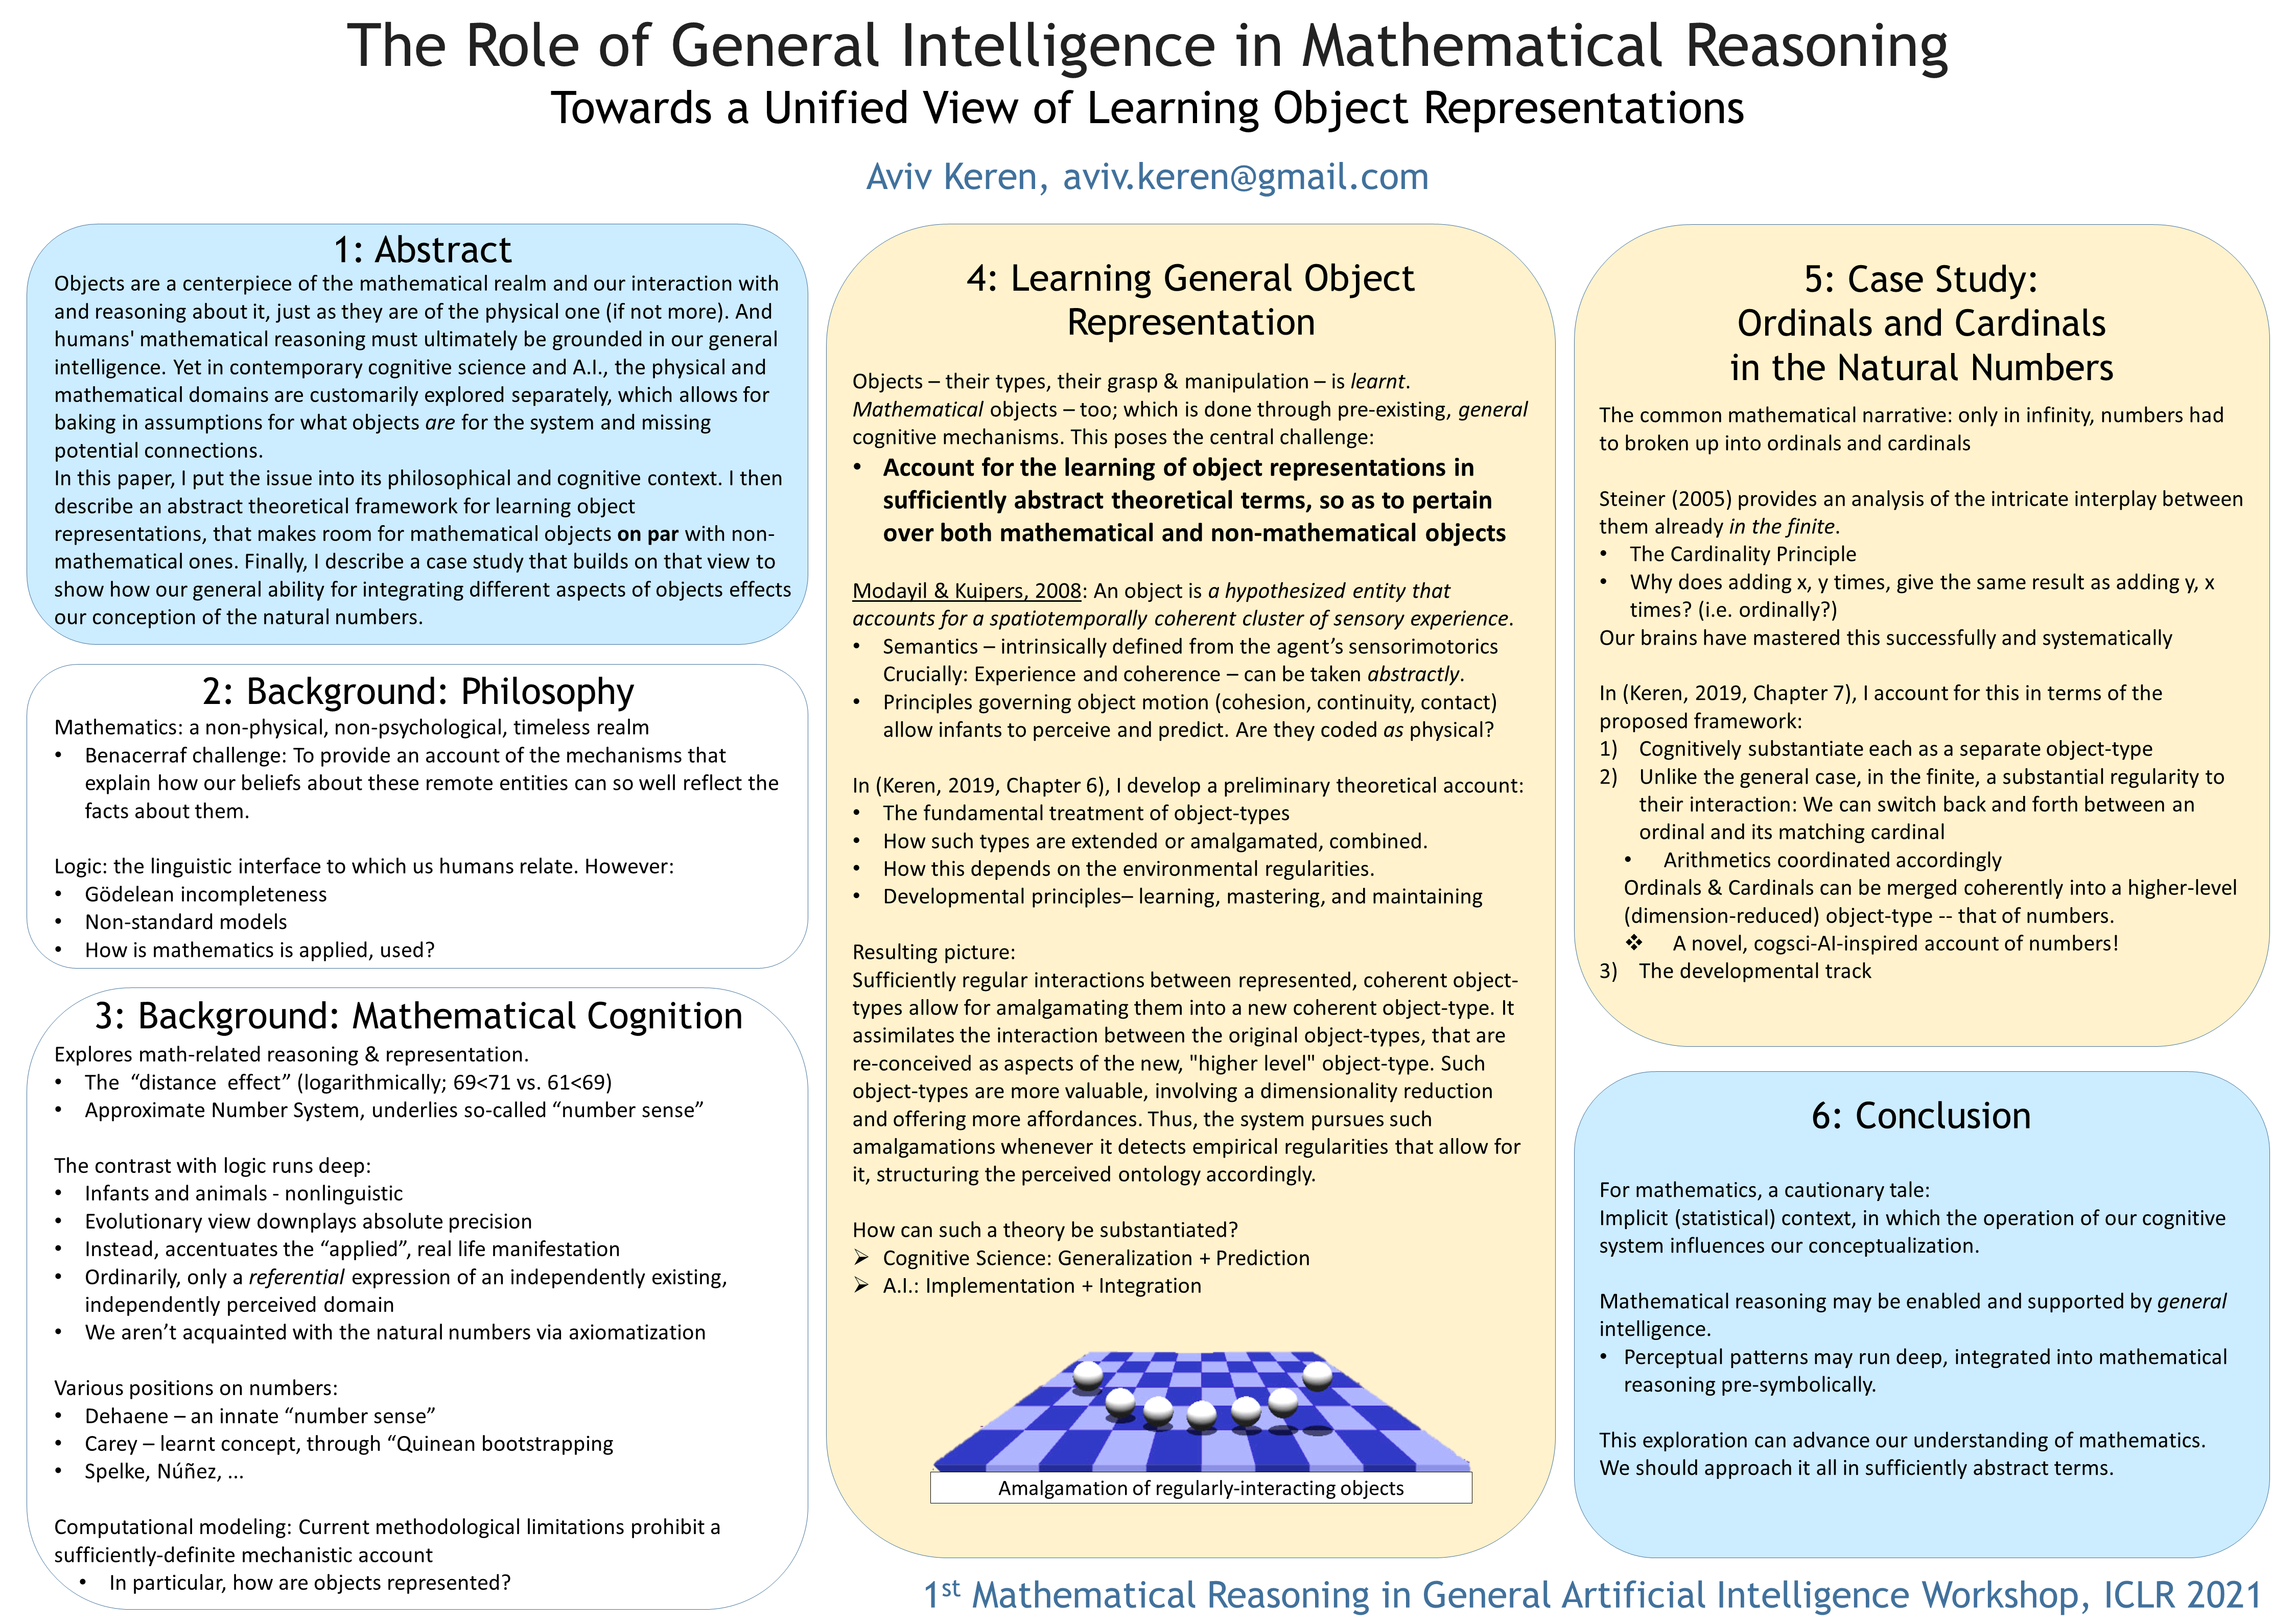 The Role of General Intelligence in Mathematical Reasoning
Towards a Unified View of Learning Object Representations
Aviv Keren, aviv.keren@gmail.com
1: Abstract
Objects are a centerpiece of the mathematical realm and our interaction with
and reasoning about it, just as they are of the physical one (if not more). And
humans' mathematical reasoning must ultimately be grounded in our general
intelligence. Yet in contemporary cognitive science and A.I., the physical and
mathematical domains are customarily explored separately, which allows for
baking in assumptions for what objects are for the system and missing
potential connections.
In this paper, I put the issue into its philosophical and cognitive context. I then
describe an abstract theoretical framework for learning object
representations, that makes room for mathematical objects on par with non-
mathematical ones. Finally, I describe a case study that builds on that view to
show how our general ability for integrating different aspects of objects effects
our conception of the natural numbers.
2: Background: Philosophy
Mathematics: a non-physical, non-psychological, timeless realm
• Benacerraf challenge: To provide an account of the mechanisms that
explain how our beliefs about these remote entities can so well reflect the
facts about them.
Logic: the linguistic interface to which us humans relate. However:
• Gödelean incompleteness
• Non-standard models
• How is mathematics is applied, used?
3: Background: Mathematical Cognition
Explores math-related reasoning & representation.
• The “distance effect” (logarithmically; 69<71 vs. 61<69)
• Approximate Number System, underlies so-called “number sense”
The contrast with logic runs deep:
• Infants and animals - nonlinguistic
• Evolutionary view downplays absolute precision
• Instead, accentuates the “applied”, real life manifestation
• Ordinarily, only a referential expression of an independently existing,
independently perceived domain
• We aren’t acquainted with the natural numbers via axiomatization
Various positions on numbers:
• Dehaene – an innate “number sense”
• Carey – learnt concept, through “Quinean bootstrapping
• Spelke, Núñez, ...
Computational modeling: Current methodological limitations prohibit a
sufficiently-definite mechanistic account
• In particular, how are objects represented?
4: Learning General Object
Representation
Objects – their types, their grasp & manipulation – is learnt.
Mathematical objects – too; which is done through pre-existing, general
cognitive mechanisms. This poses the central challenge:
• Account for the learning of object representations in
sufficiently abstract theoretical terms, so as to pertain
over both mathematical and non-mathematical objects
Modayil & Kuipers, 2008: An object is a hypothesized entity that
accounts for a spatiotemporally coherent cluster of sensory experience.
• Semantics – intrinsically defined from the agent’s sensorimotorics
Crucially: Experience and coherence – can be taken abstractly.
• Principles governing object motion (cohesion, continuity, contact)
allow infants to perceive and predict. Are they coded as physical?
In (Keren, 2019, Chapter 6), I develop a preliminary theoretical account:
• The fundamental treatment of object-types
• How such types are extended or amalgamated, combined.
• How this depends on the environmental regularities.
• Developmental principles– learning, mastering, and maintaining
Resulting picture:
Sufficiently regular interactions between represented, coherent object-
types allow for amalgamating them into a new coherent object-type. It
assimilates the interaction between the original object-types, that are
re-conceived as aspects of the new, "higher level" object-type. Such
object-types are more valuable, involving a dimensionality reduction
and offering more affordances. Thus, the system pursues such
amalgamations whenever it detects empirical regularities that allow for
it, structuring the perceived ontology accordingly.
How can such a theory be substantiated?
➢ Cognitive Science: Generalization + Prediction
➢ A.I.: Implementation + Integration
Amalgamation of regularly-interacting objects
5: Case Study:
Ordinals and Cardinals
in the Natural Numbers
The common mathematical narrative: only in infinity, numbers had
to broken up into ordinals and cardinals
Steiner (2005) provides an analysis of the intricate interplay between
them already in the finite.
• The Cardinality Principle
• Why does adding x, y times, give the same result as adding y, x
times? (i.e. ordinally?)
Our brains have mastered this successfully and systematically
In (Keren, 2019, Chapter 7), I account for this in terms of the
proposed framework:
1) Cognitively substantiate each as a separate object-type
2) Unlike the general case, in the finite, a substantial regularity to
their interaction: We can switch back and forth between an
ordinal and its matching cardinal
• Arithmetics coordinated accordingly
Ordinals & Cardinals can be merged coherently into a higher-level
(dimension-reduced) object-type -- that of numbers.
❖ A novel, cogsci-AI-inspired account of numbers!
3) The developmental track
6: Conclusion
For mathematics, a cautionary tale:
Implicit (statistical) context, in which the operation of our cognitive
system influences our conceptualization.
Mathematical reasoning may be enabled and supported by general
intelligence.
• Perceptual patterns may run deep, integrated into mathematical
reasoning pre-symbolically.
This exploration can advance our understanding of mathematics.
We should approach it all in sufficiently abstract terms.
1st Mathematical Reasoning in General Artificial Intelligence Workshop, ICLR 2021